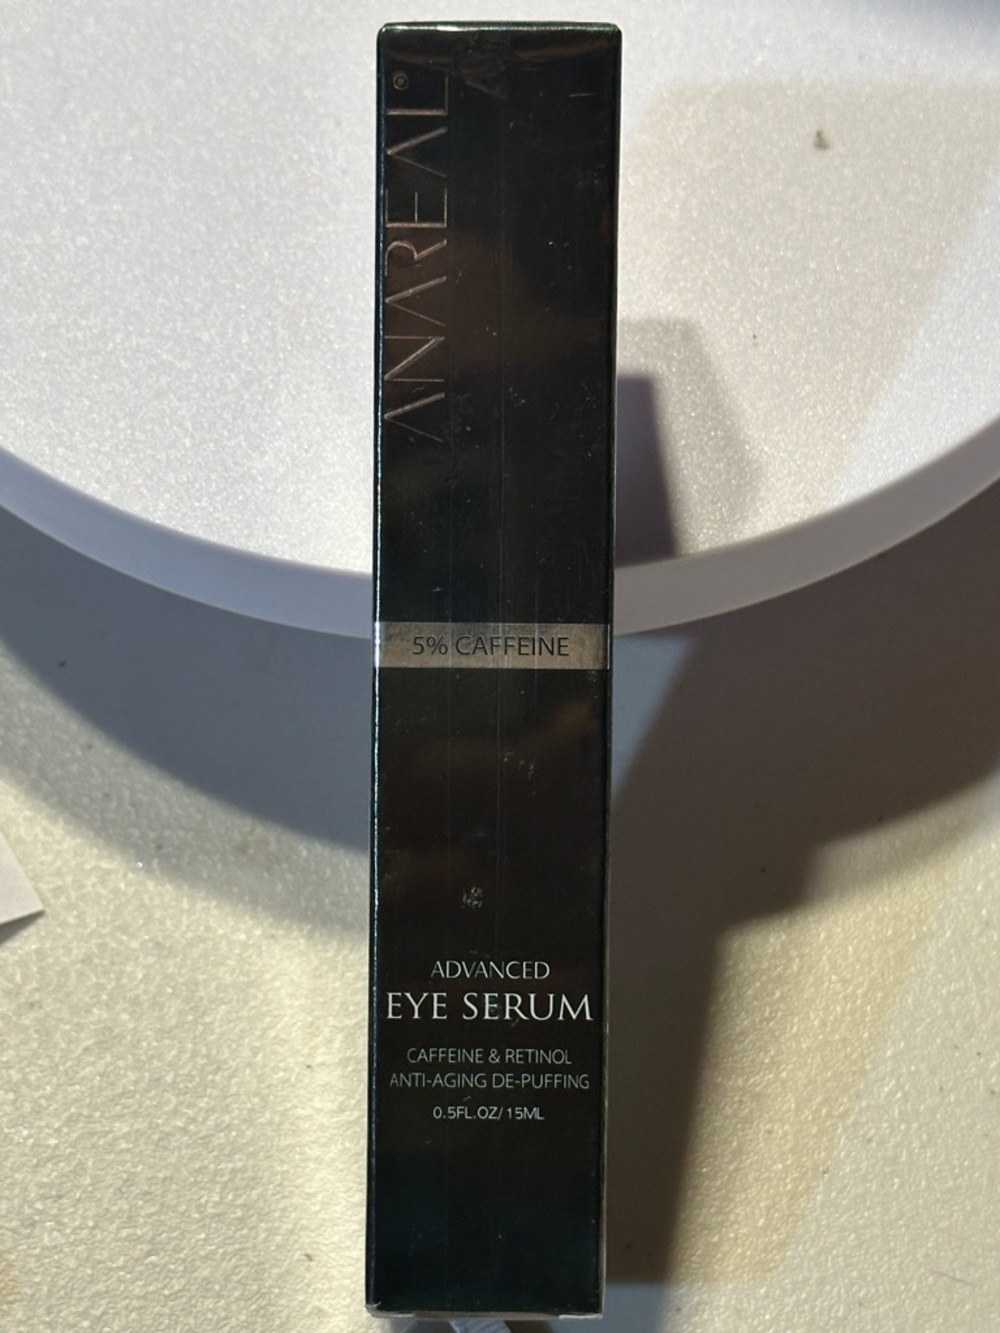 ANAREAL®
5% CAFFEINE
ADVANCED
EYE SERUM
CAFFEINE & RETINOL
ANTI-AGING DE-PUFFING
0.5FL.OZ/15ML